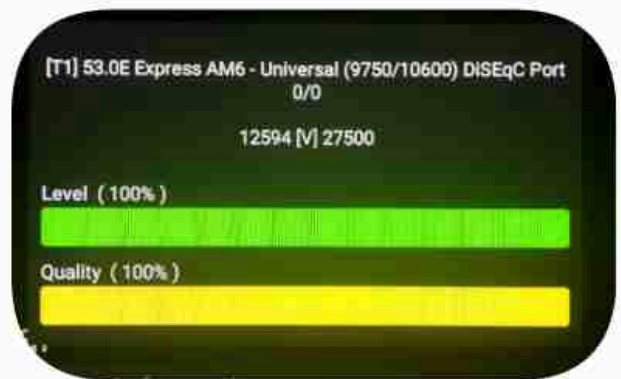 [T1] 53.0E Express AM6 - Universal (9750/10600) DiSEqC Port
0/0
12594 [V] 27500
Level ( 100% )
Quality ( 100% )